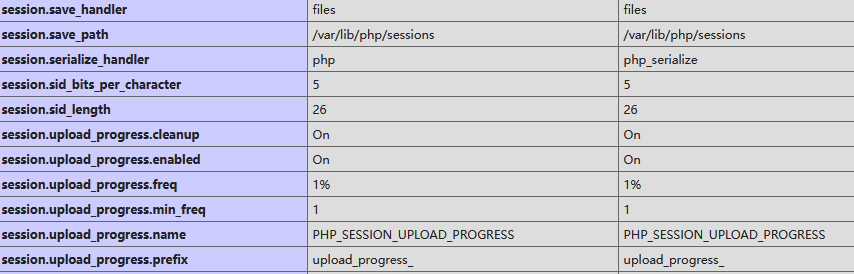 session.save_handler files files
session.save_path /var/lib/php/sessions /var/lib/php/sessions
session.serialize_handler php php_serialize
session.sid_bits_per_character 5 5
session.sid_length 26 26
session.upload_progress.cleanup On On
session.upload_progress.enabled On On
session.upload_progress.freq 1% 1%
session.upload_progress.min_freq 1 1
session.upload_progress.name PHP_SESSION_UPLOAD_PROGRESS PHP_SESSION_UPLOAD_PROGRESS
session.upload_progress.prefix upload_progress_ upload_progress_